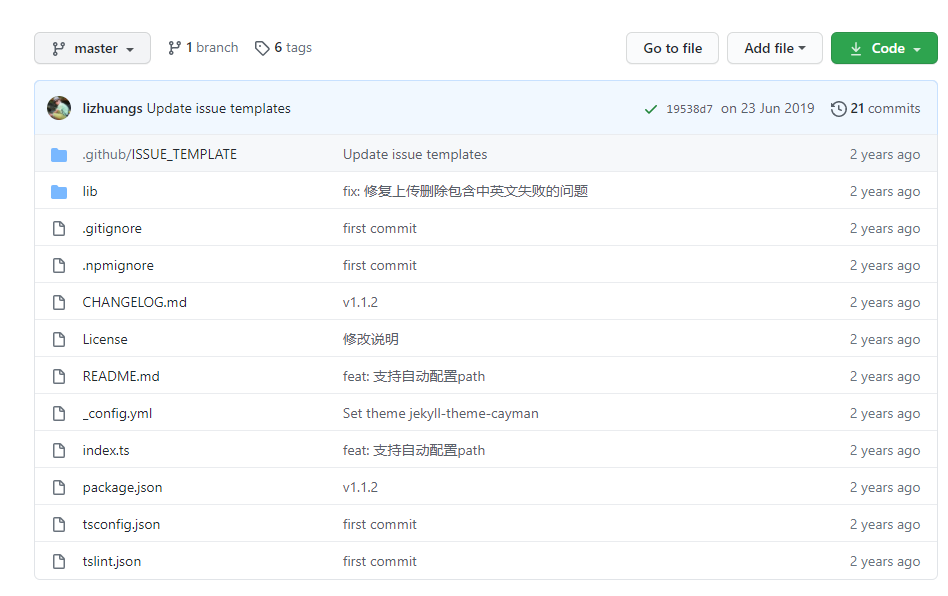 master 1 branch 6 tags Go to file Add file Code
lizhuangs Update issue templates 19538d7 on 23 Jun 2019 21 commits
.github/ISSUE_TEMPLATE Update issue templates 2 years ago
lib fix: 修复上传删除包含中英文失败的问题 2 years ago
.gitignore first commit 2 years ago
.npmignore first commit 2 years ago
CHANGELOG.md v1.1.2 2 years ago
License 修改说明 2 years ago
README.md feat: 支持自动配置path 2 years ago
_config.yml Set theme jekyll-theme-cayman 2 years ago
index.ts feat: 支持自动配置path 2 years ago
package.json v1.1.2 2 years ago
tsconfig.json first commit 2 years ago
tslint.json first commit 2 years ago